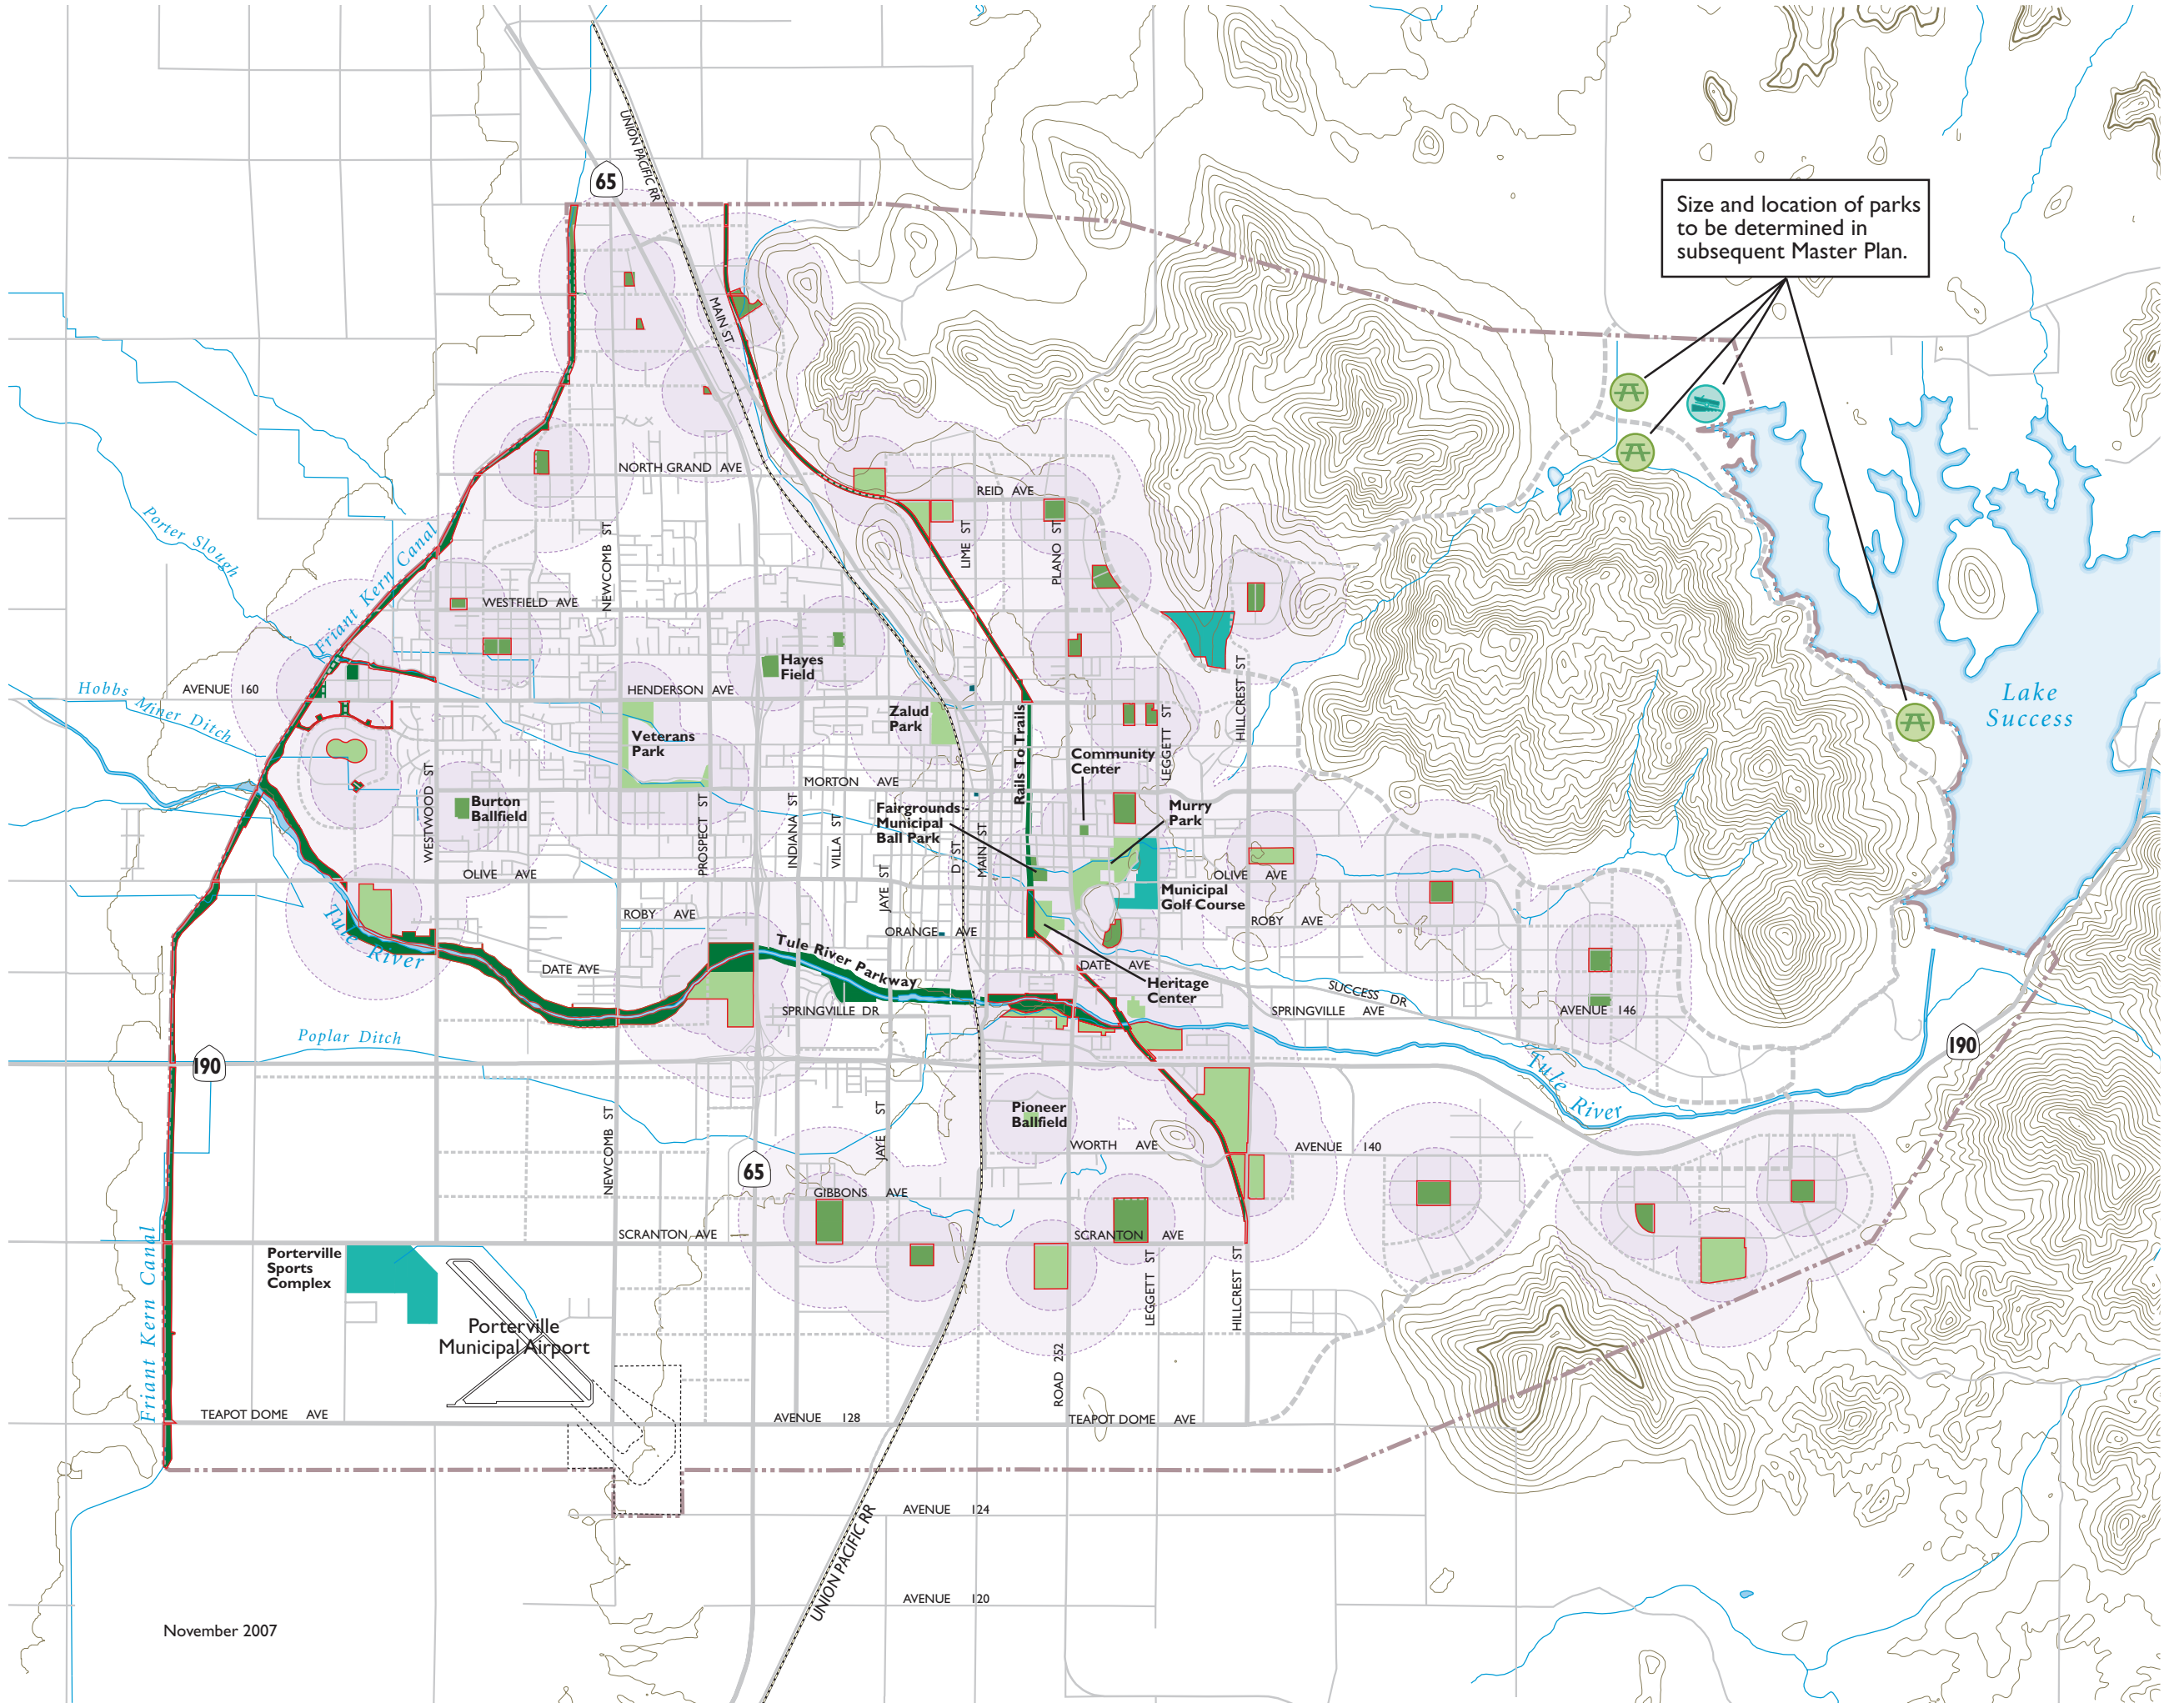 UNION PACIFIC RR
65
Size and location of parks
to be determined in
subsequent Master Plan.
MAIN ST
NORTH GRAND AVE
REID AVE
Porter Slough
Friant Kern Canal
NEWCOMB ST
LIME ST
PLANO ST
WESTFIELD AVE
Hayes
Field
HILLCREST ST
Hobbs
Miner Ditch
AVENUE 160
HENDERSON AVE
Lake
Success
Zalud
Park
Veterans
Park
Rails To Trails
LEGGETT ST
Community
Center
MORTON AVE
WESTWOOD ST
Burton
Ballfield
PROSPECT ST
INDIANA ST
VILLA ST
Fairgrounds-
Municipal
Ball Park
Murry
Park
D ST
MAIN ST
JAYE ST
OLIVE AVE
OLIVE AVE
Municipal
Golf Course
ROBY AVE
ROBY AVE
ORANGE AVE
Tule
River
Tule River Parkway
DATE AVE
DATE AVE
Heritage
Center
SUCCESS DR
SPRINGVILLE DR
SPRINGVILLE AVE
AVENUE 146
Poplar Ditch
190
190
Tule
River
Pioneer
Ballfield
NEWCOMB ST
JAYE ST
WORTH AVE
AVENUE 140
65
GIBBONS AVE
SCRANTON AVE
SCRANTON AVE
Porterville
Sports
Complex
Friant Kern Canal
LEGGETT ST
HILLCREST ST
Porterville
Municipal Airport
ROAD 252
TEAPOT DOME AVE
AVENUE 128
TEAPOT DOME AVE
AVENUE 124
UNION PACIFIC RR
AVENUE 120
November 2007